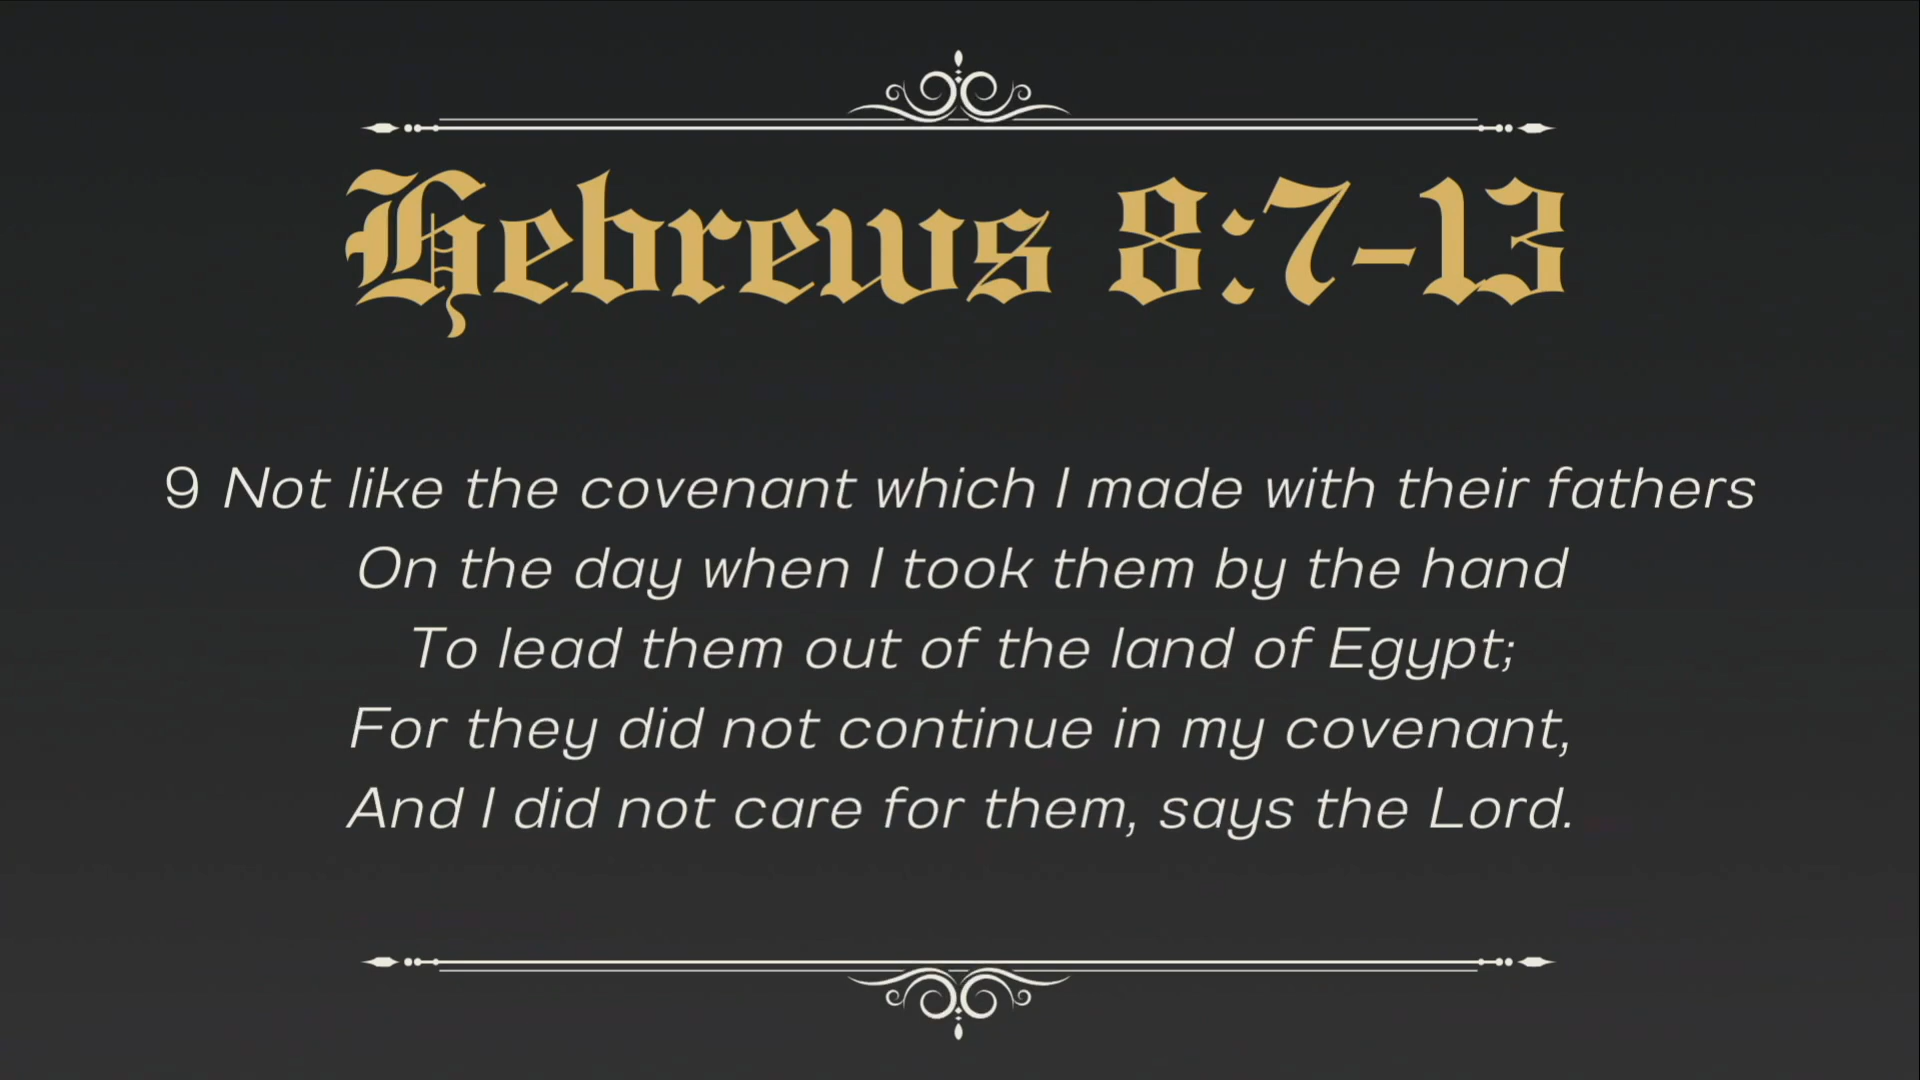 Hebrews 8:7-13
9 Not like the covenant which I made with their fathers
On the day when I took them by the hand
To lead them out of the land of Egypt;
For they did not continue in my covenant,
And I did not care for them, says the Lord.